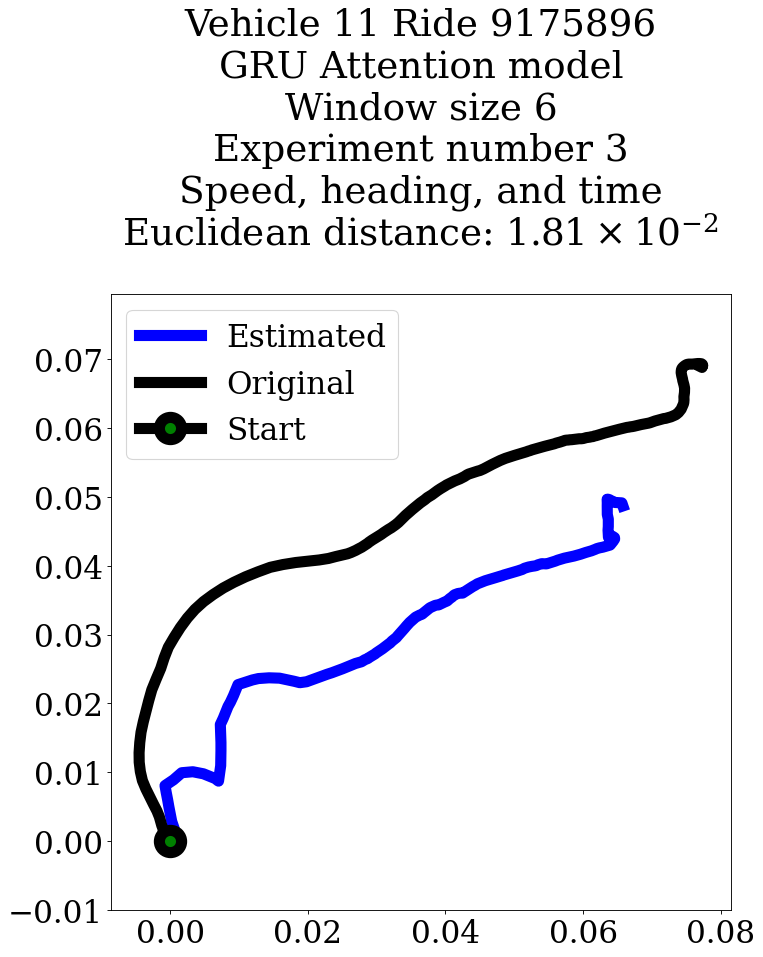 Vehicle 11 Ride 9175896
GRU Attention model
Window size 6
Experiment number 3
Speed, heading, and time
Euclidean distance: 1.81 × 10⁻²
Estimated
Original
Start
0.07
0.06
0.05
0.04
0.03
0.02
0.01
0.00
−0.01
0.00 0.02 0.04 0.06 0.08